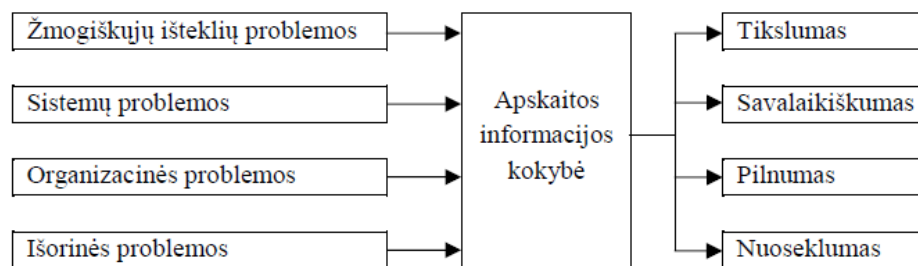 Žmogiškųjų išteklių problemos
Sistemų problemos
Organizacinės problemos
Išorinės problemos
Apskaitos
informacijos
kokybė
Tikslumas
Savalaikiškumas
Pilnumas
Nuoseklumas